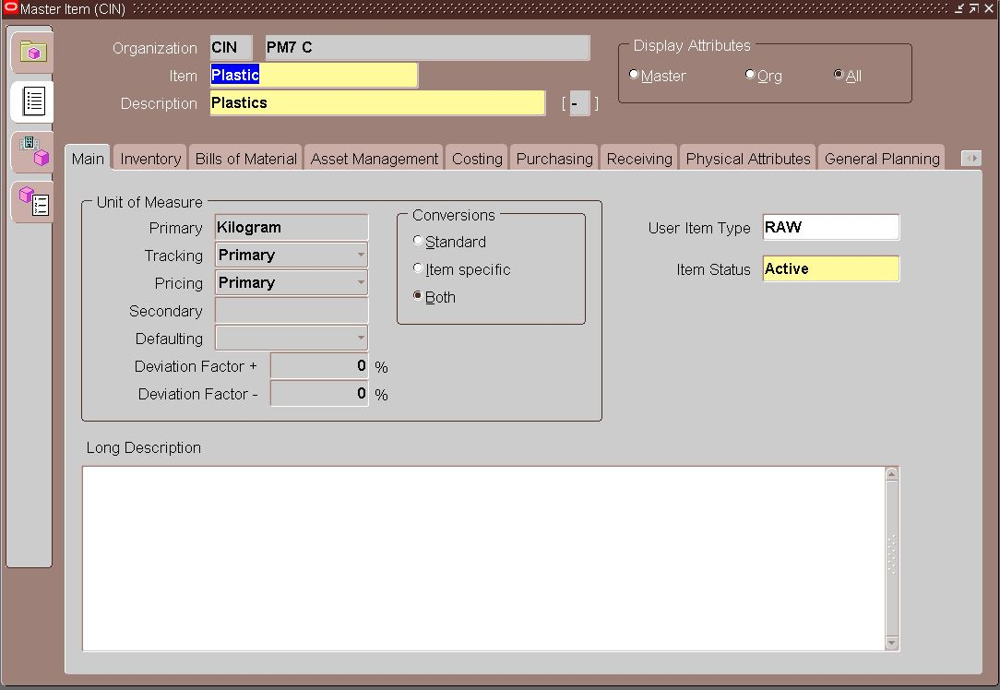 Master Item (CIN)
Organization CIN PM7 C
Item Plastic
Description Plastics [ - ]
Display Attributes
Master Org All
Main Inventory Bills of Material Asset Management Costing Purchasing Receiving Physical Attributes General Planning
Unit of Measure
Primary Kilogram
Tracking Primary
Pricing Primary
Secondary
Defaulting
Deviation Factor + 0 %
Deviation Factor - 0 %
Conversions
Standard
Item specific
Both
User Item Type RAW
Item Status Active
Long Description